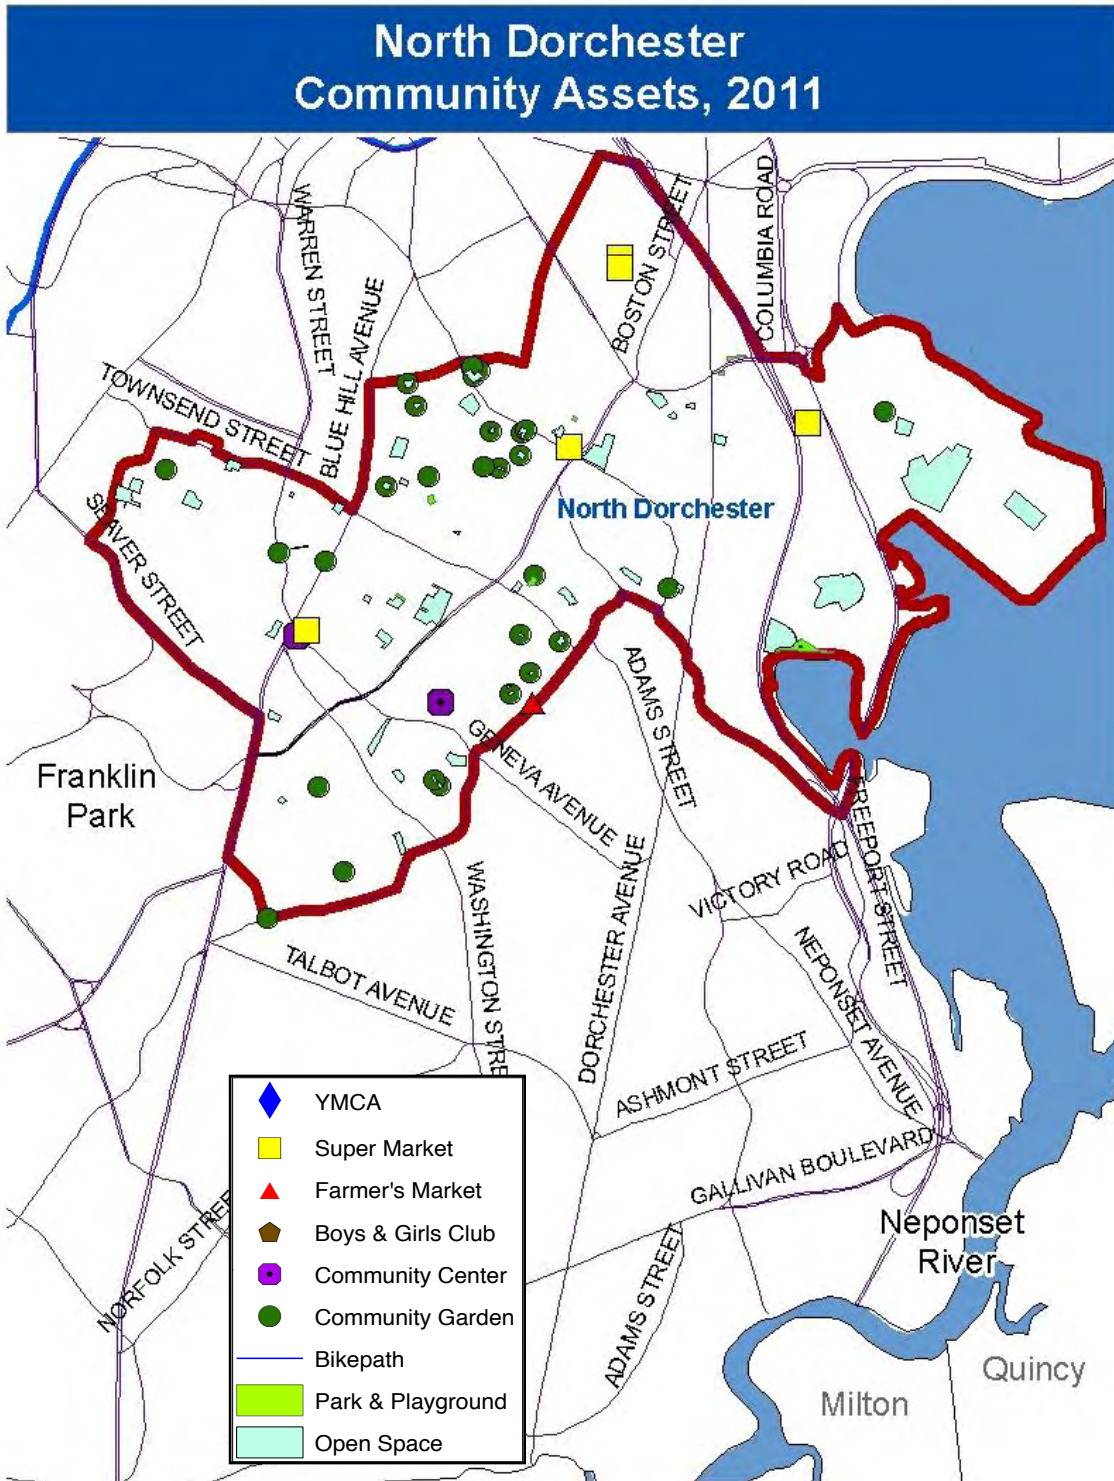 North Dorchester
Community Assets, 2011
WARREN STREET
BOSTON STREET
COLUMBIA ROAD
BLUE HILL AVENUE
TOWNSEND STREET
SEAVER STREET
North Dorchester
ADAMS STREET
GENEVA AVENUE
Franklin
Park
FREEPORT STREET
VICTORY ROAD
WASHINGTON STRE
DORCHESTER AVENUE
NEPONSET AVENUE
TALBOT AVENUE
ASHMONT STREET
GALLIVAN BOULEVARD
NORFOLK STREE
ADAMS STREET
Neponset
River
Quincy
Milton
YMCA
Super Market
Farmer's Market
Boys & Girls Club
Community Center
Community Garden
Bikepath
Park & Playground
Open Space